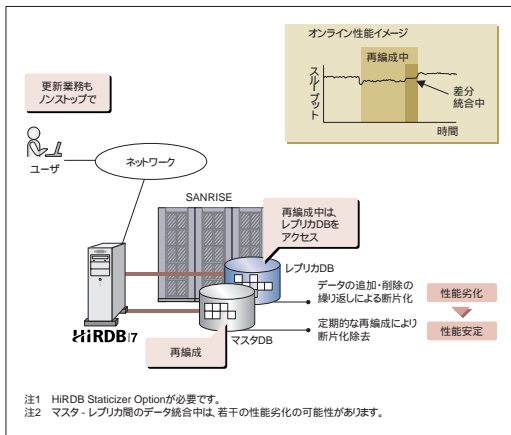 オンライン性能イメージ
再編成中
スループット
差分
統合中
時間
更新業務も
ノンストップで
ユーザ
ネットワーク
SANRISE
再編成中は、
レプリカDBを
アクセス
レプリカDB
データの追加・削除の
繰り返しによる断片化
性能劣化
HiRDB 7
マスタDB
定期的な再編成により
断片化除去
性能安定
再編成
注1 HiRDB Staticizer Optionが必要です。
注2 マスタ - レプリカ間のデータ統合中は、若干の性能劣化の可能性があります。